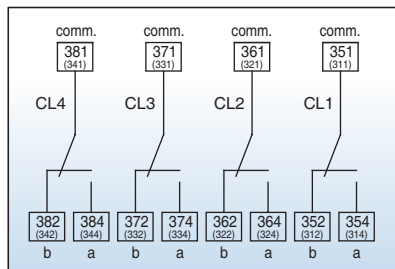 comm. comm. comm. comm.
381 371 361 351
(341) (331) (321) (311)
CL4 CL3 CL2 CL1
382 384 372 374 362 364 352 354
(342) (344) (332) (334) (322) (324) (312) (314)
b a b a b a b a